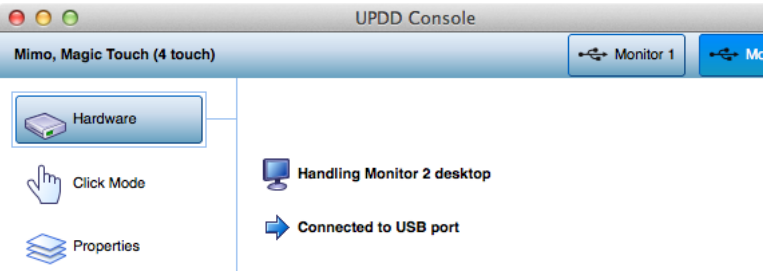 UPDD Console
Mimo, Magic Touch (4 touch)
Monitor 1
Hardware
Handling Monitor 2 desktop
Click Mode
Connected to USB port
Properties